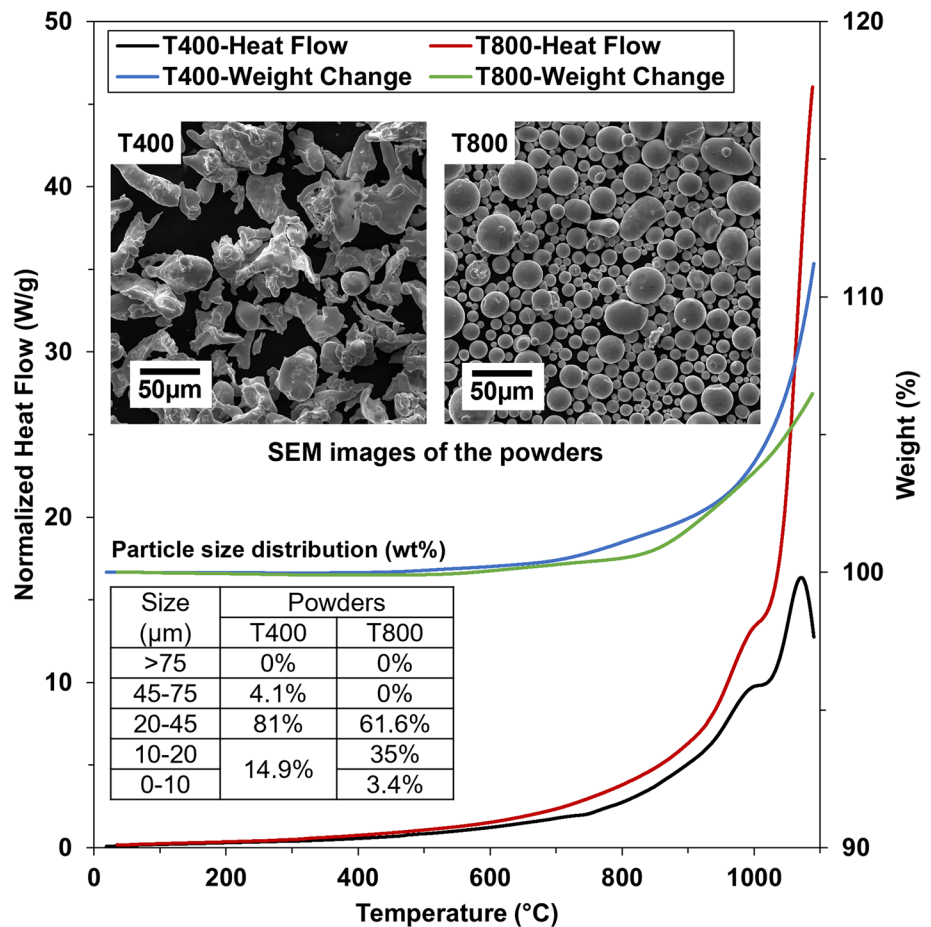 T400-Heat Flow
T800-Heat Flow
T400-Weight Change
T800-Weight Change
T400
T800
50µm
50µm
SEM images of the powders
Particle size distribution (wt%)
Size (µm) Powders
T400 T800
>75 0% 0%
45-75 4.1% 0%
20-45 81% 61.6%
10-20 14.9% 35%
0-10 3.4%
Normalized Heat Flow (W/g)
50
40
30
20
10
0
Weight (%)
120
110
100
90
0 200 400 600 800 1000
Temperature (°C)